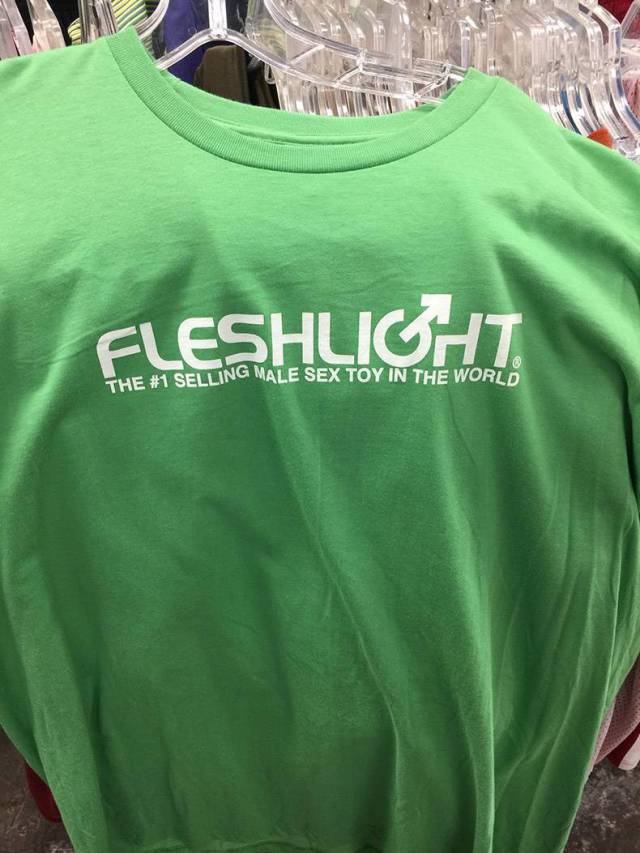 FLESHLIGHT®
THE #1 SELLING MALE SEX TOY IN THE WORLD